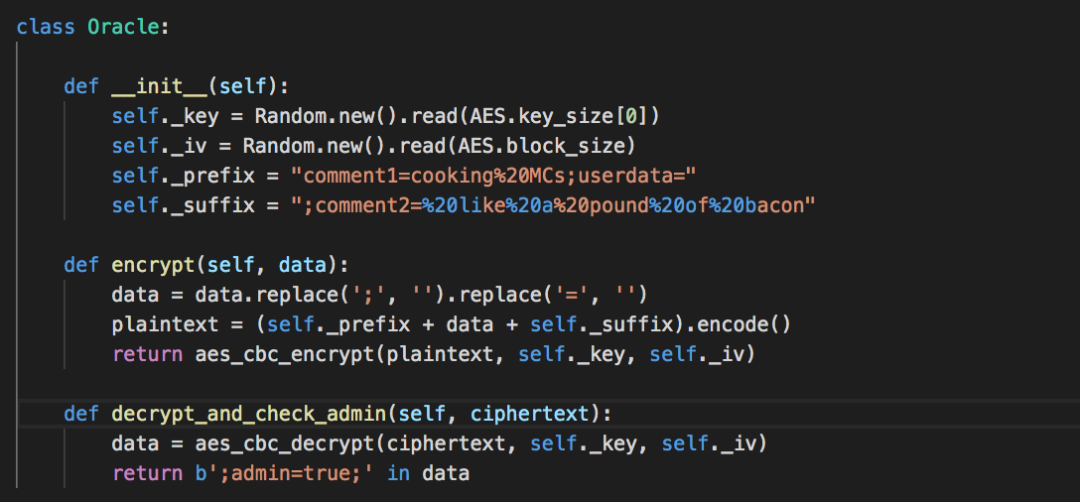 class Oracle:
def __init__(self):
self._key = Random.new().read(AES.key_size[0])
self._iv = Random.new().read(AES.block_size)
self._prefix = "comment1=cooking%20MCs;userdata="
self._suffix = ";comment2=%20like%20a%20pound%20of%20bacon"
def encrypt(self, data):
data = data.replace(';', '').replace('=', '')
plaintext = (self._prefix + data + self._suffix).encode()
return aes_cbc_encrypt(plaintext, self._key, self._iv)
def decrypt_and_check_admin(self, ciphertext):
data = aes_cbc_decrypt(ciphertext, self._key, self._iv)
return b';admin=true;' in data